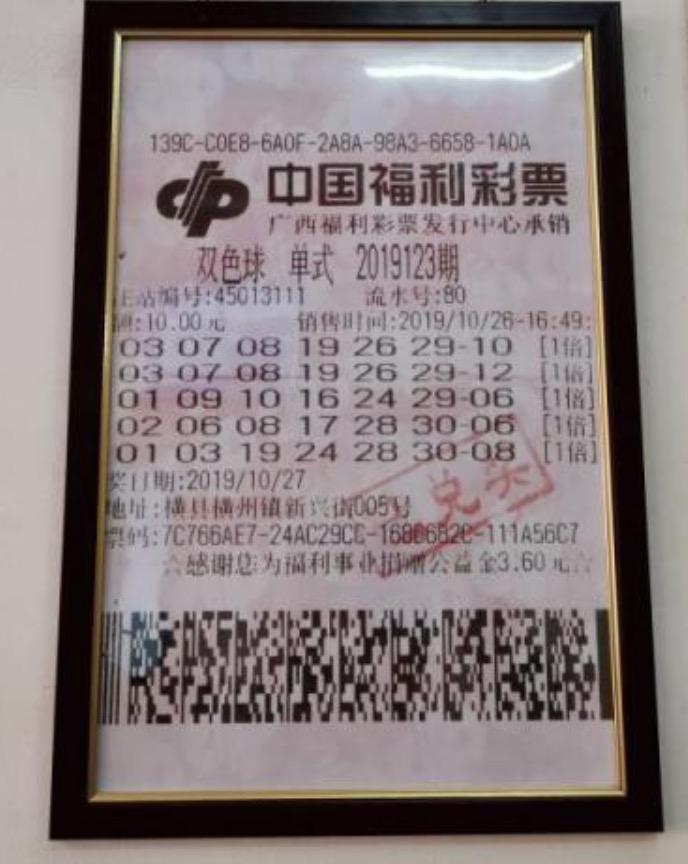 139C-C0E8-6A0F-2A8A-98A3-6658-1A0A
中国福利彩票
广西福利彩票发行中心承销
双色球 单式 2019123期
站编号:45013111 流水号:80
:10.00元 销售时间:2019/10/26-16:49:
03 07 08 19 26 29-10 [1倍]
03 07 08 19 26 29-12 [1倍]
01 09 10 16 24 29-06 [1倍]
02 06 08 17 28 30-06 [1倍]
01 03 19 24 28 30-08 [1倍]
奖日期:2019/10/27
地址:横县横州镇新兴街005号
票码:7C766AE7-24AC29CC-1686682C-111A56C7
☆感谢您为福利事业捐赠公益金3.60元☆